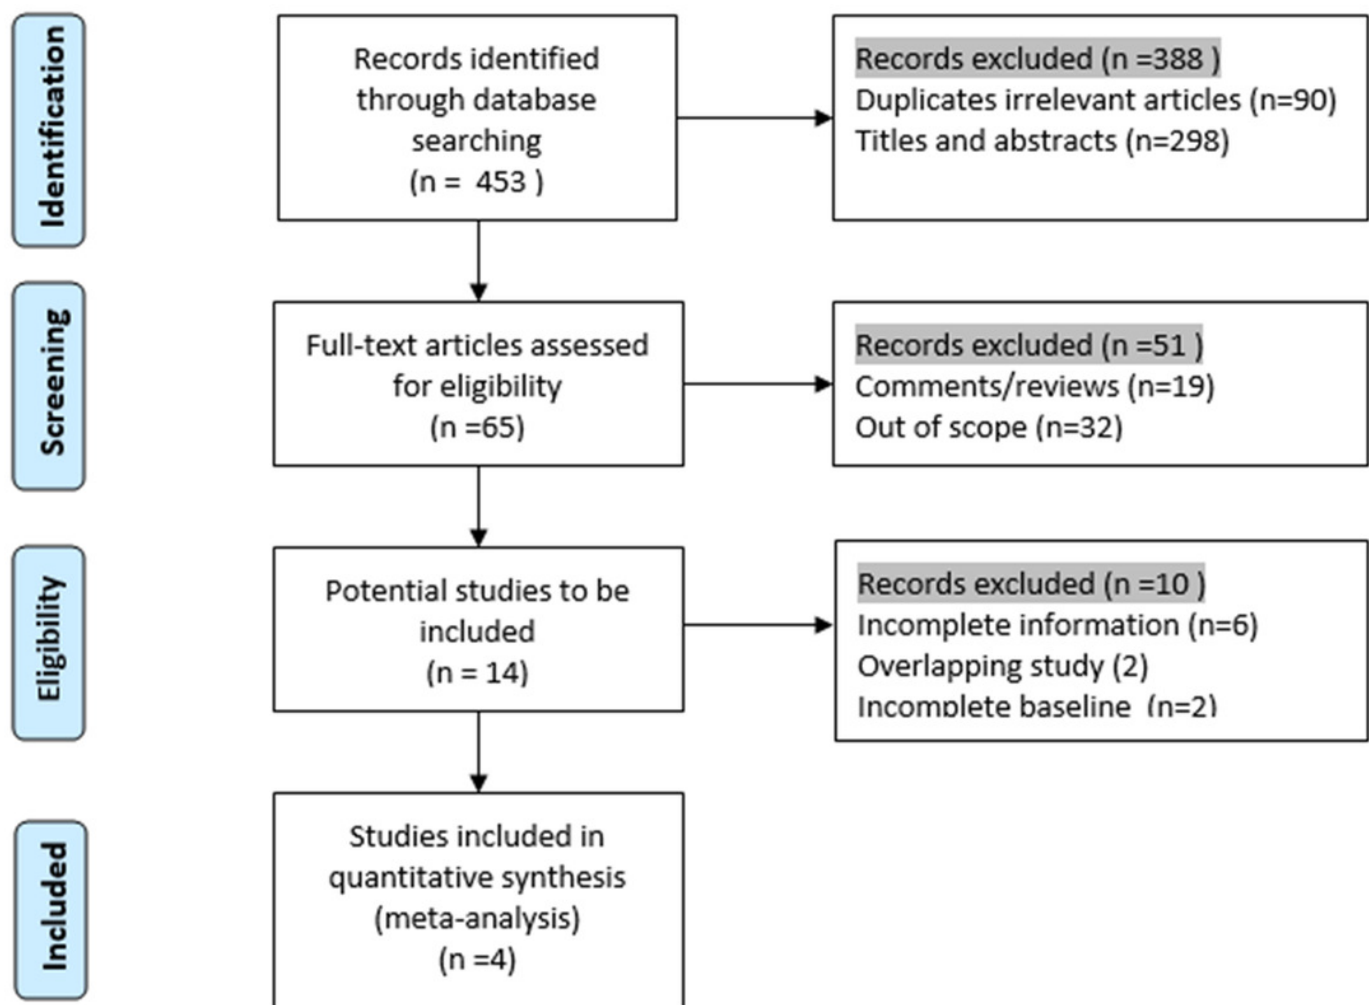 Identification
Records identified
through database
searching
(n =  453 )
Records excluded (n =388 )
Duplicates irrelevant articles (n=90)
Titles and abstracts (n=298)
Screening
Full-text articles assessed
for eligibility
(n =65)
Records excluded (n =51 )
Comments/reviews (n=19)
Out of scope (n=32)
Eligibility
Potential studies to be
included
(n = 14)
Records excluded (n =10 )
Incomplete information (n=6)
Overlapping study (2)
Incomplete baseline  (n=2)
Included
Studies included in
quantitative synthesis
(meta-analysis)
(n =4)